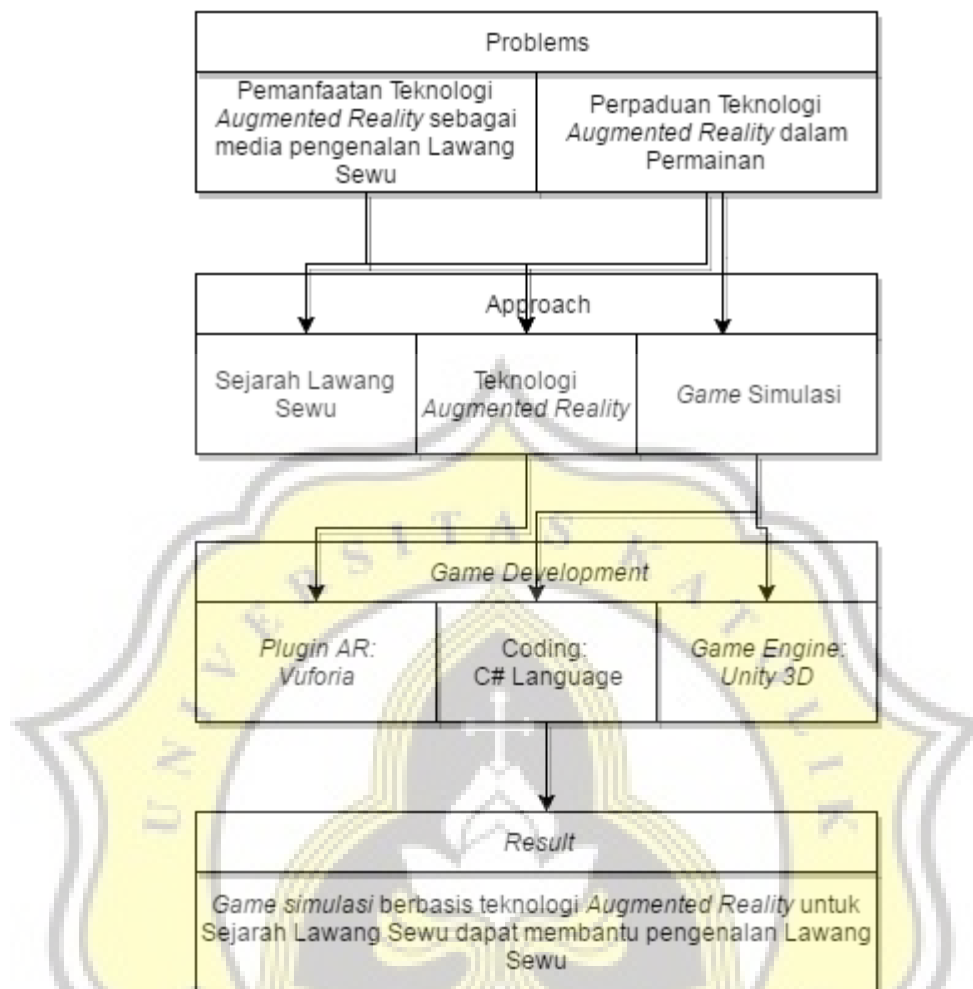 Problems
Pemanfaatan Teknologi
Augmented Reality sebagai
media pengenalan Lawang
Sewu
Perpaduan Teknologi
Augmented Reality dalam
Permainan
Approach
Sejarah Lawang
Sewu
Teknologi
Augmented Reality
Game Simulasi
Game Development
Plugin AR:
Vuforia
Coding:
C# Language
Game Engine:
Unity 3D
Result
Game simulasi berbasis teknologi Augmented Reality untuk
Sejarah Lawang Sewu dapat membantu pengenalan Lawang
Sewu
UNIVERSITAS KATOLIK